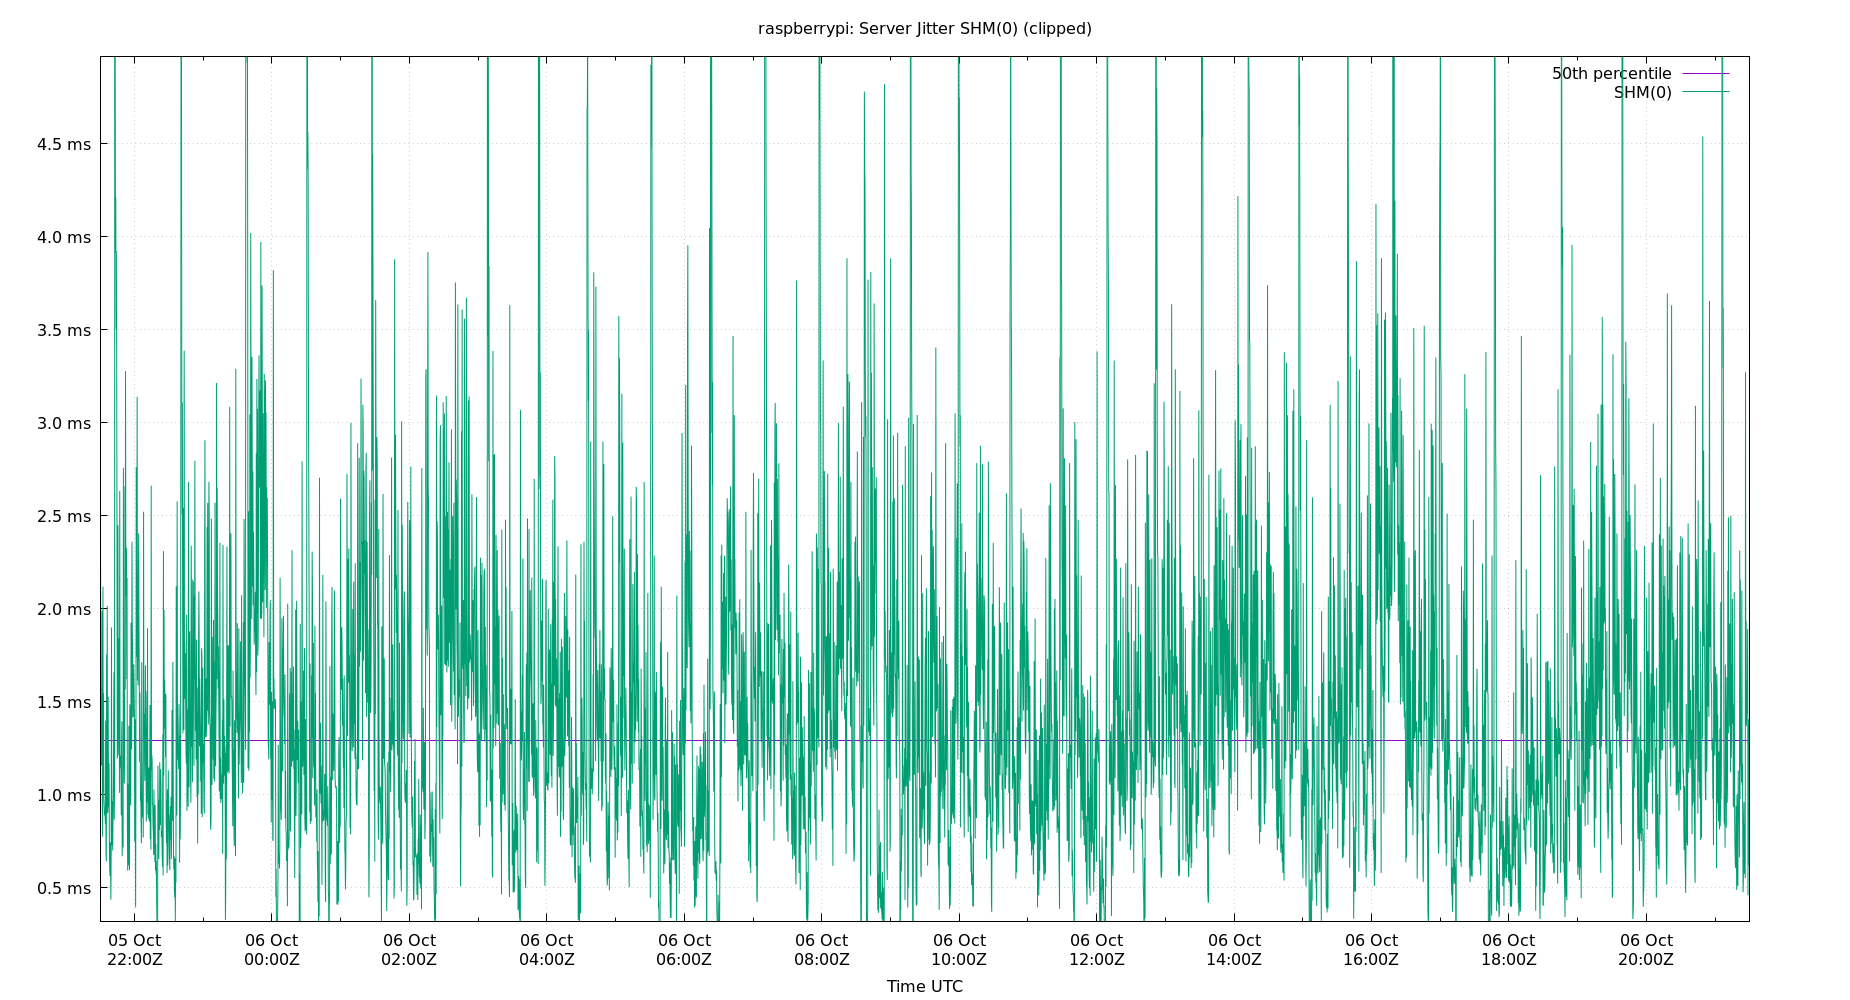 raspberrypi: Server Jitter SHM(0) (clipped)
50th percentile
SHM(0)
4.5 ms
4.0 ms
3.5 ms
3.0 ms
2.5 ms
2.0 ms
1.5 ms
1.0 ms
0.5 ms
05 Oct 06 Oct 06 Oct 06 Oct 06 Oct 06 Oct 06 Oct 06 Oct 06 Oct 06 Oct 06 Oct 06 Oct
22:00Z 00:00Z 02:00Z 04:00Z 06:00Z 08:00Z 10:00Z 12:00Z 14:00Z 16:00Z 18:00Z 20:00Z
Time UTC